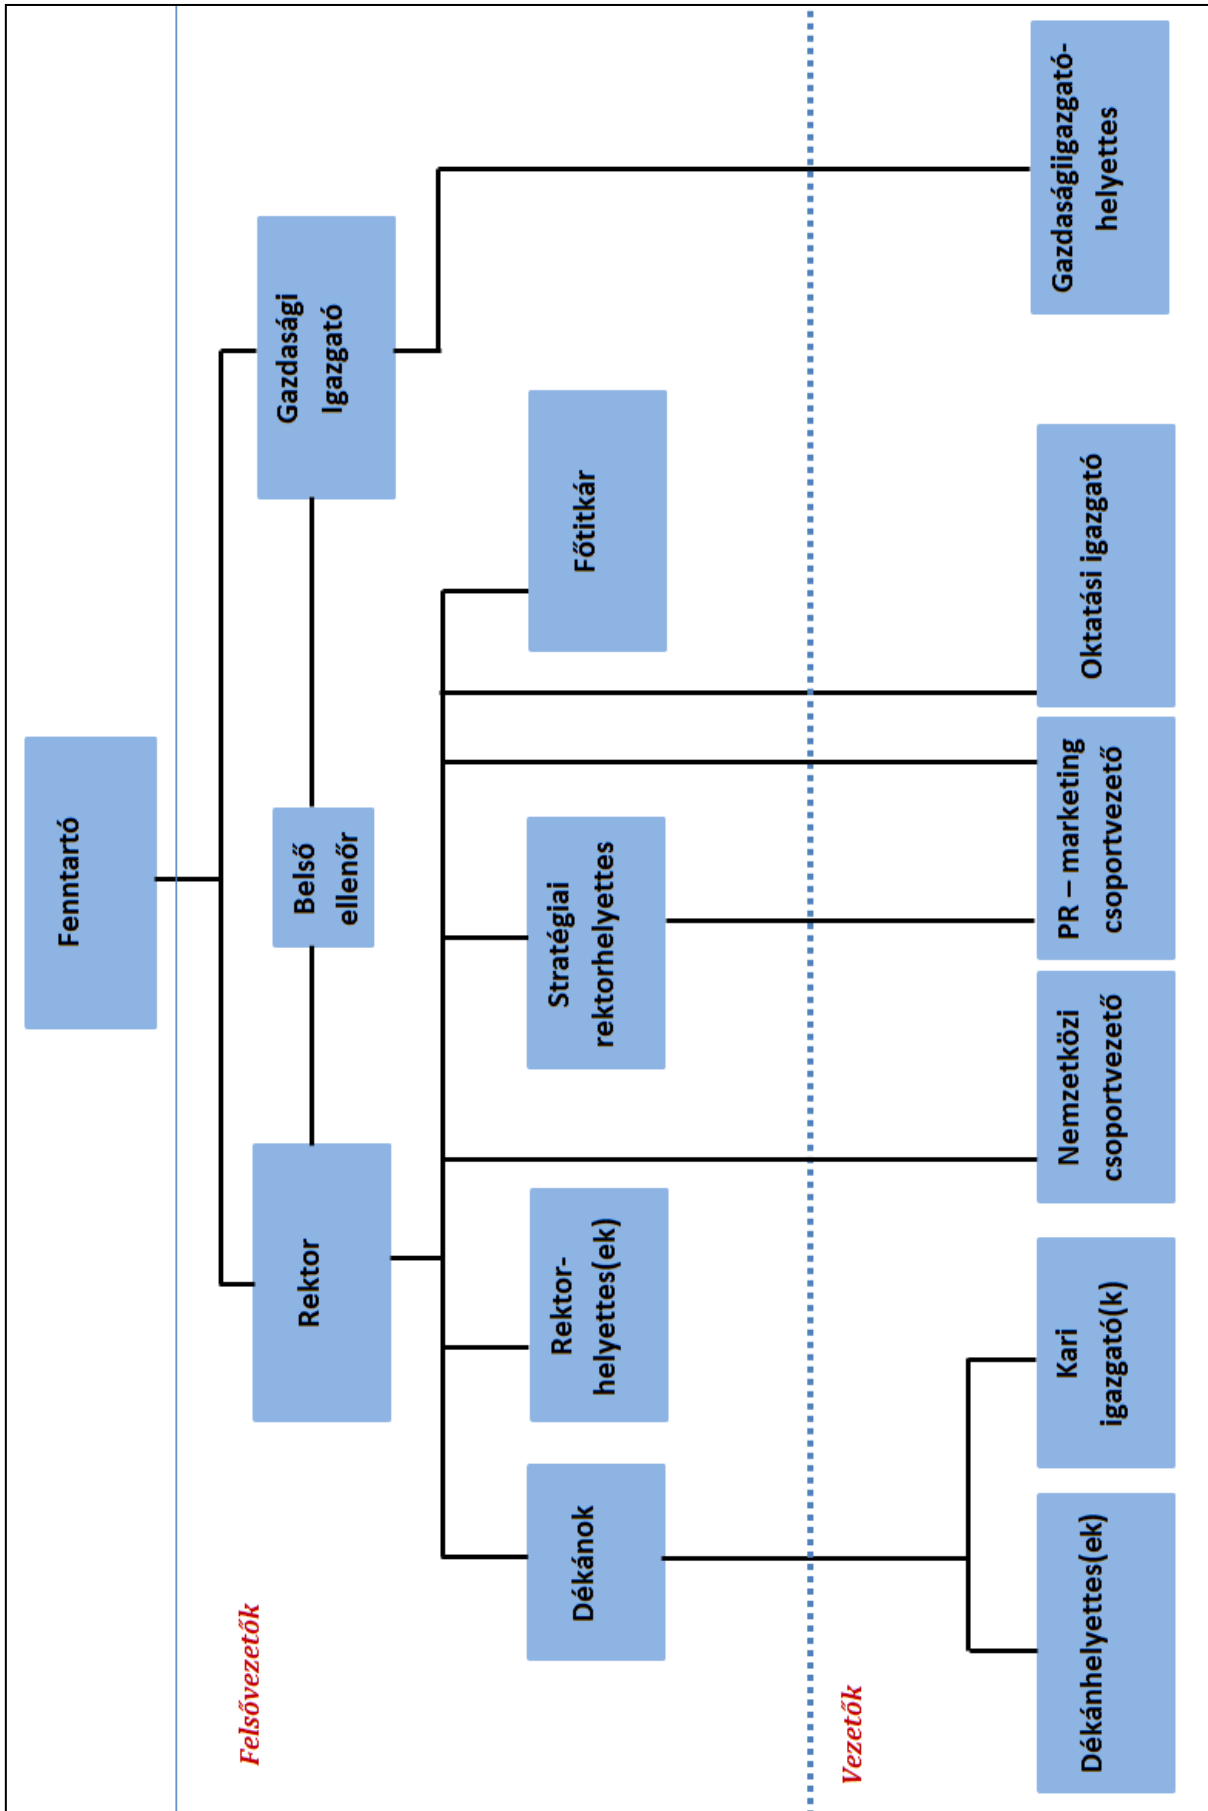 Fenntartó
Felsővezetők
Rektor
Belső
ellenőr
Gazdasági
Igazgató
Dékánok
Rektor-
helyettes(ek)
Stratégiai
rektorhelyettes
Főtitkár
Vezetők
Dékánhelyettes(ek)
Kari
igazgató(k)
Nemzetközi
csoportvezető
PR – marketing
csoportvezető
Oktatási igazgató
Gazdaságiigazgató-
helyettes